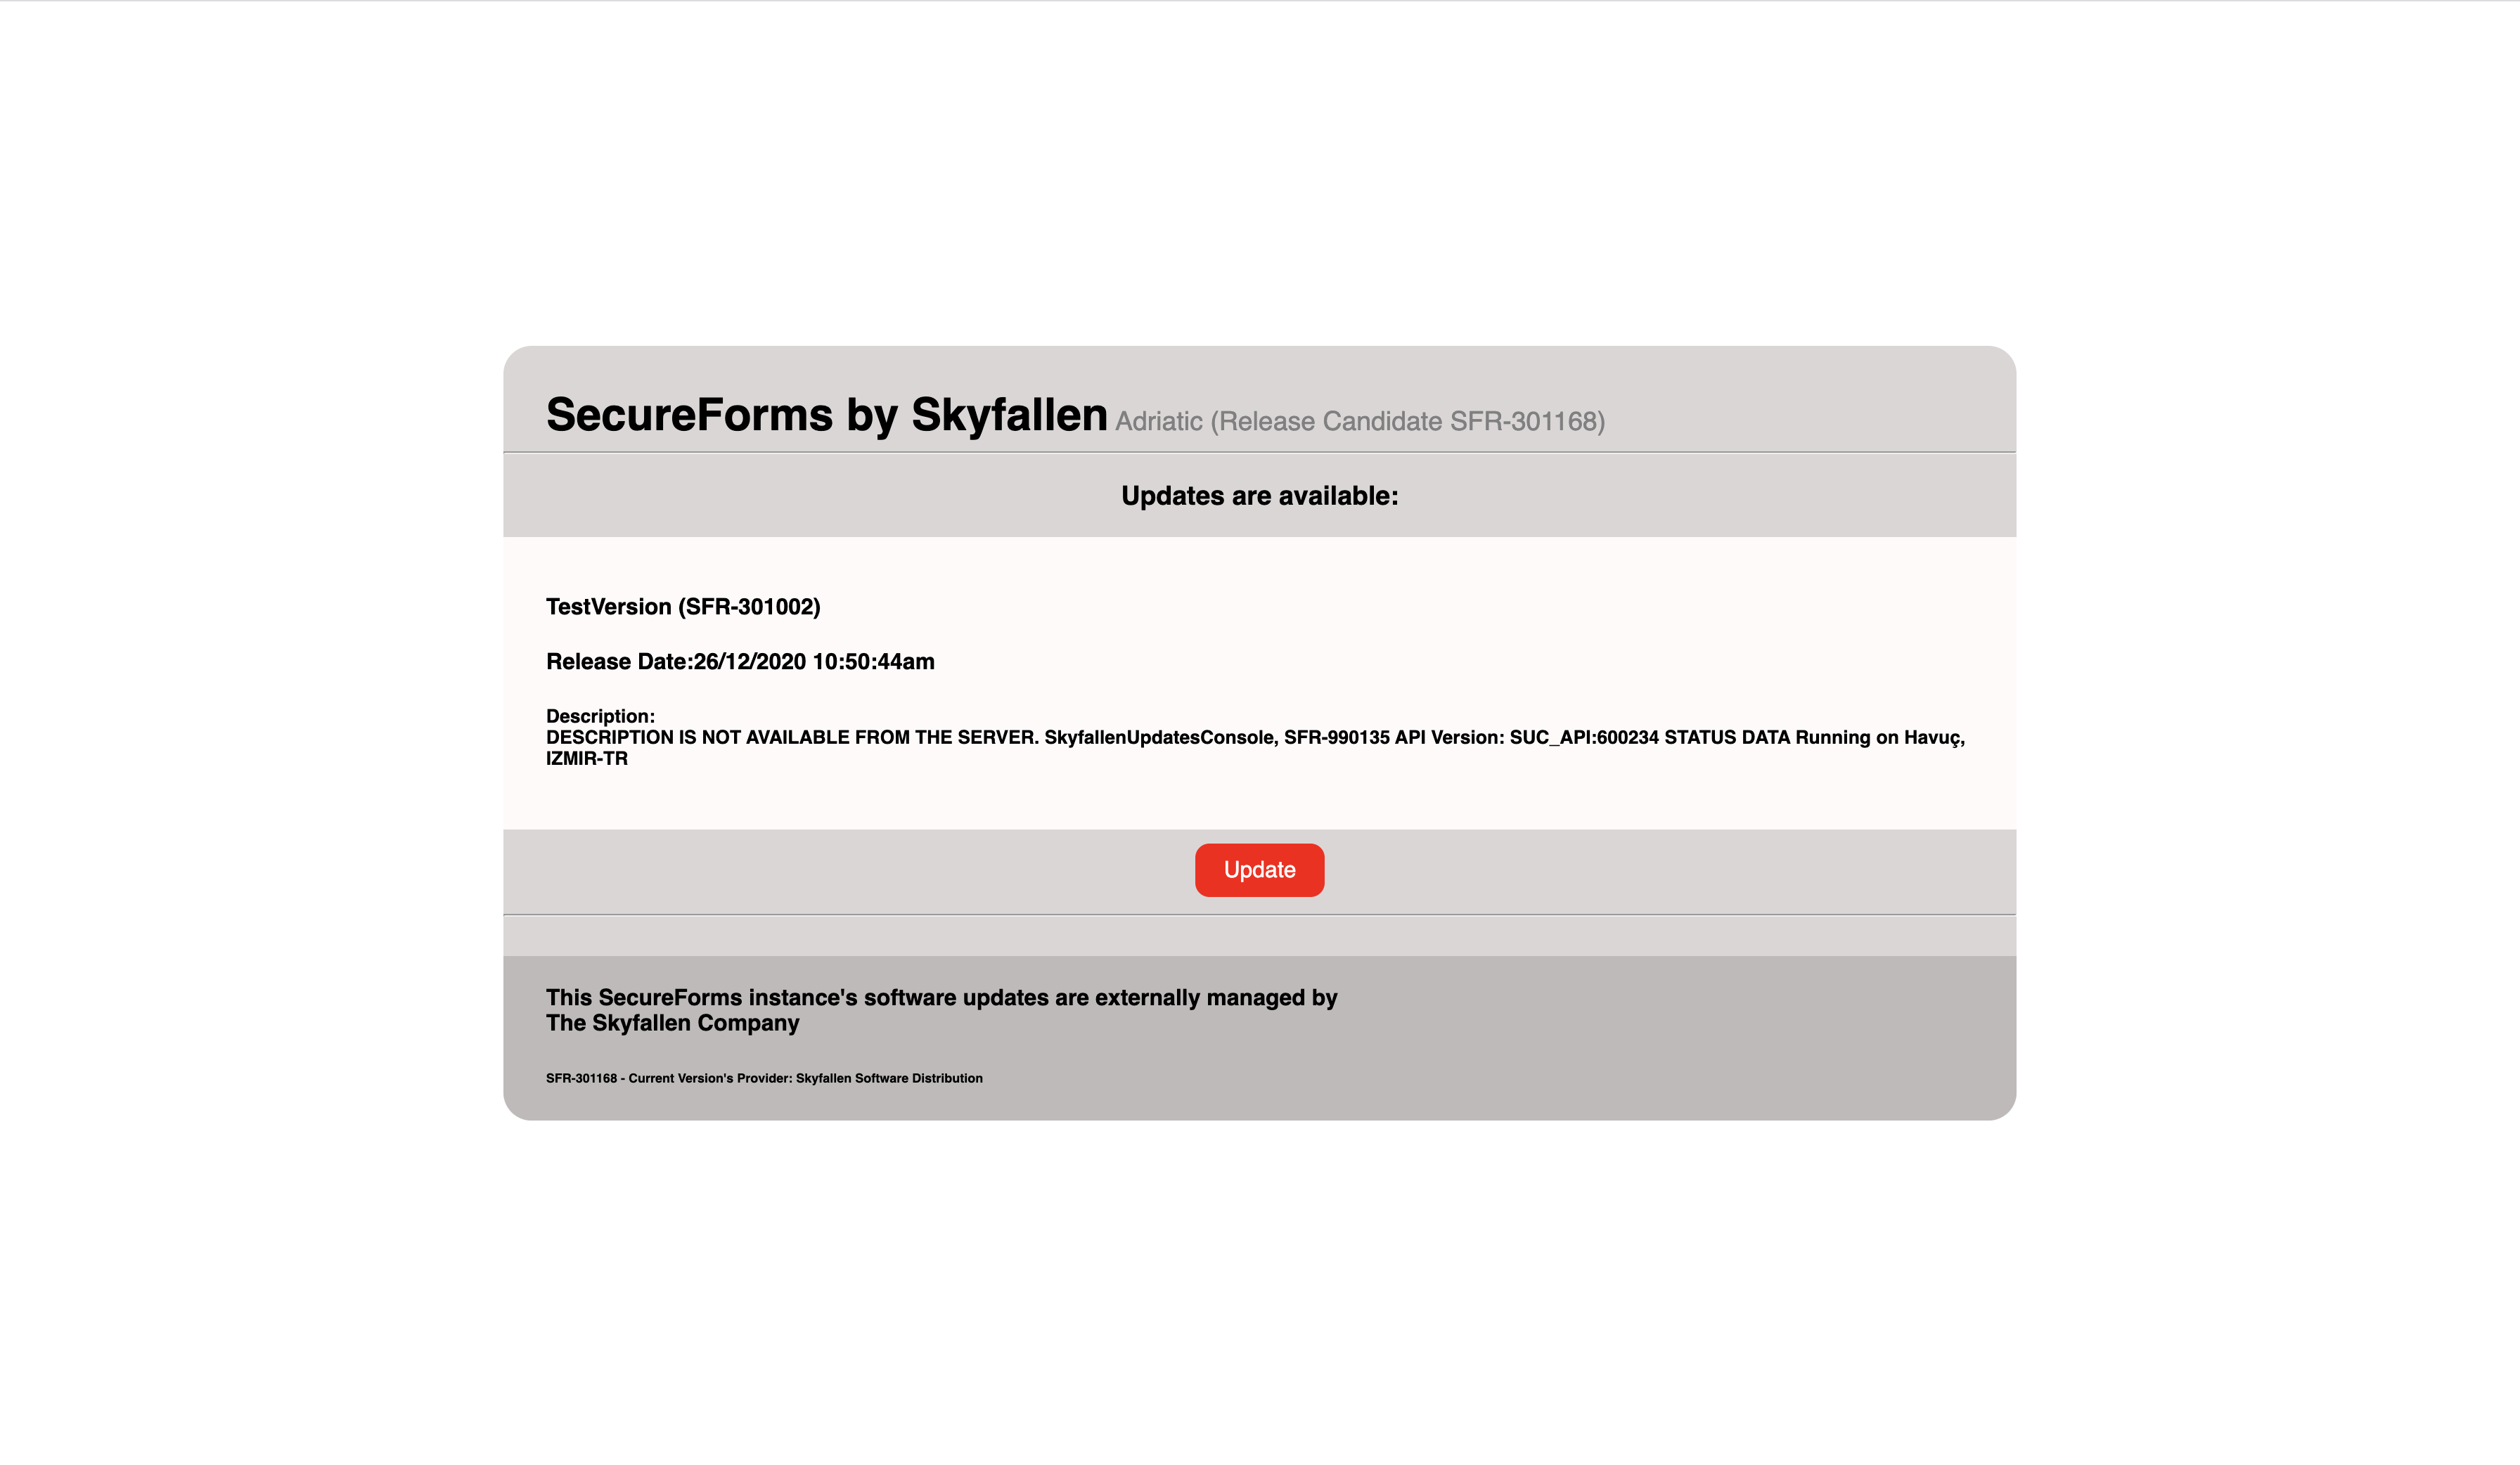 SecureForms by Skyfallen Adriatic (Release Candidate SFR-301168)
Updates are available:
TestVersion (SFR-301002)
Release Date:26/12/2020 10:50:44am
Description:
DESCRIPTION IS NOT AVAILABLE FROM THE SERVER. SkyfallenUpdatesConsole, SFR-990135 API Version: SUC_API:600234 STATUS DATA Running on Havuç,
IZMIR-TR
Update
This SecureForms instance's software updates are externally managed by
The Skyfallen Company
SFR-301168 - Current Version's Provider: Skyfallen Software Distribution